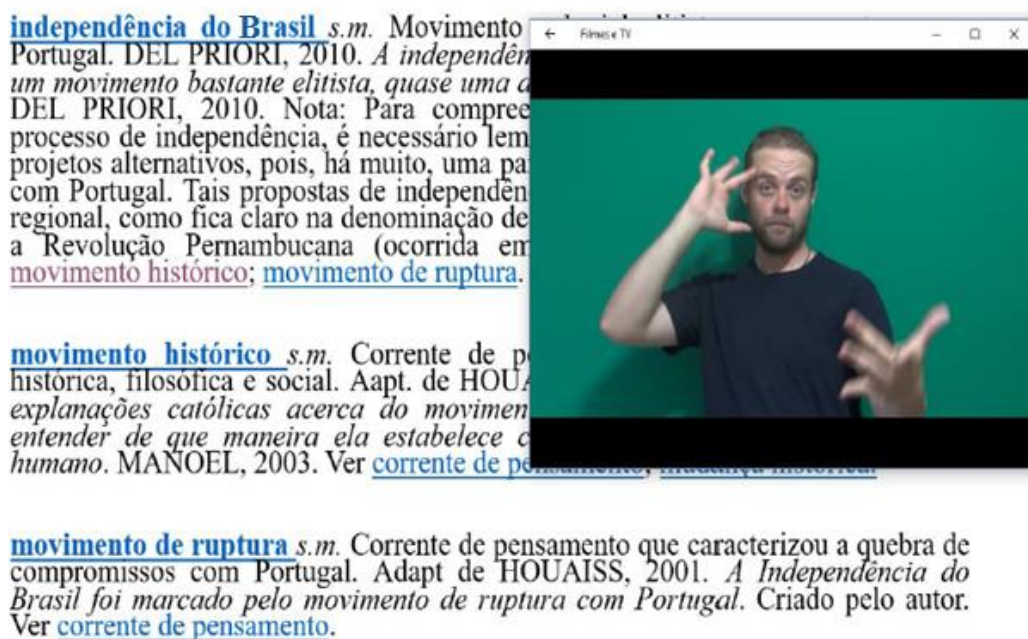 independência do Brasil s.m. Movimento
Portugal. DEL PRIORI, 2010. A independên
um movimento bastante elitista, quase uma a
DEL PRIORI, 2010. Nota: Para compree
processo de independência, é necessário lem
projetos alternativos, pois, há muito, uma pa
com Portugal. Tais propostas de independên
regional, como fica claro na denominação de
a Revolução Pernambucana (ocorrida em
movimento histórico; movimento de ruptura.
Filmes e TV
movimento histórico s.m. Corrente de p
histórica, filosófica e social. Aapt. de HOUA
explanações católicas acerca do movimen
entender de que maneira ela estabelece c
humano. MANOEL, 2003. Ver corrente de pensamento; mudança histórica.
movimento de ruptura s.m. Corrente de pensamento que caracterizou a quebra de
compromissos com Portugal. Adapt de HOUAISS, 2001. A Independência do
Brasil foi marcado pelo movimento de ruptura com Portugal. Criado pelo autor.
Ver corrente de pensamento.